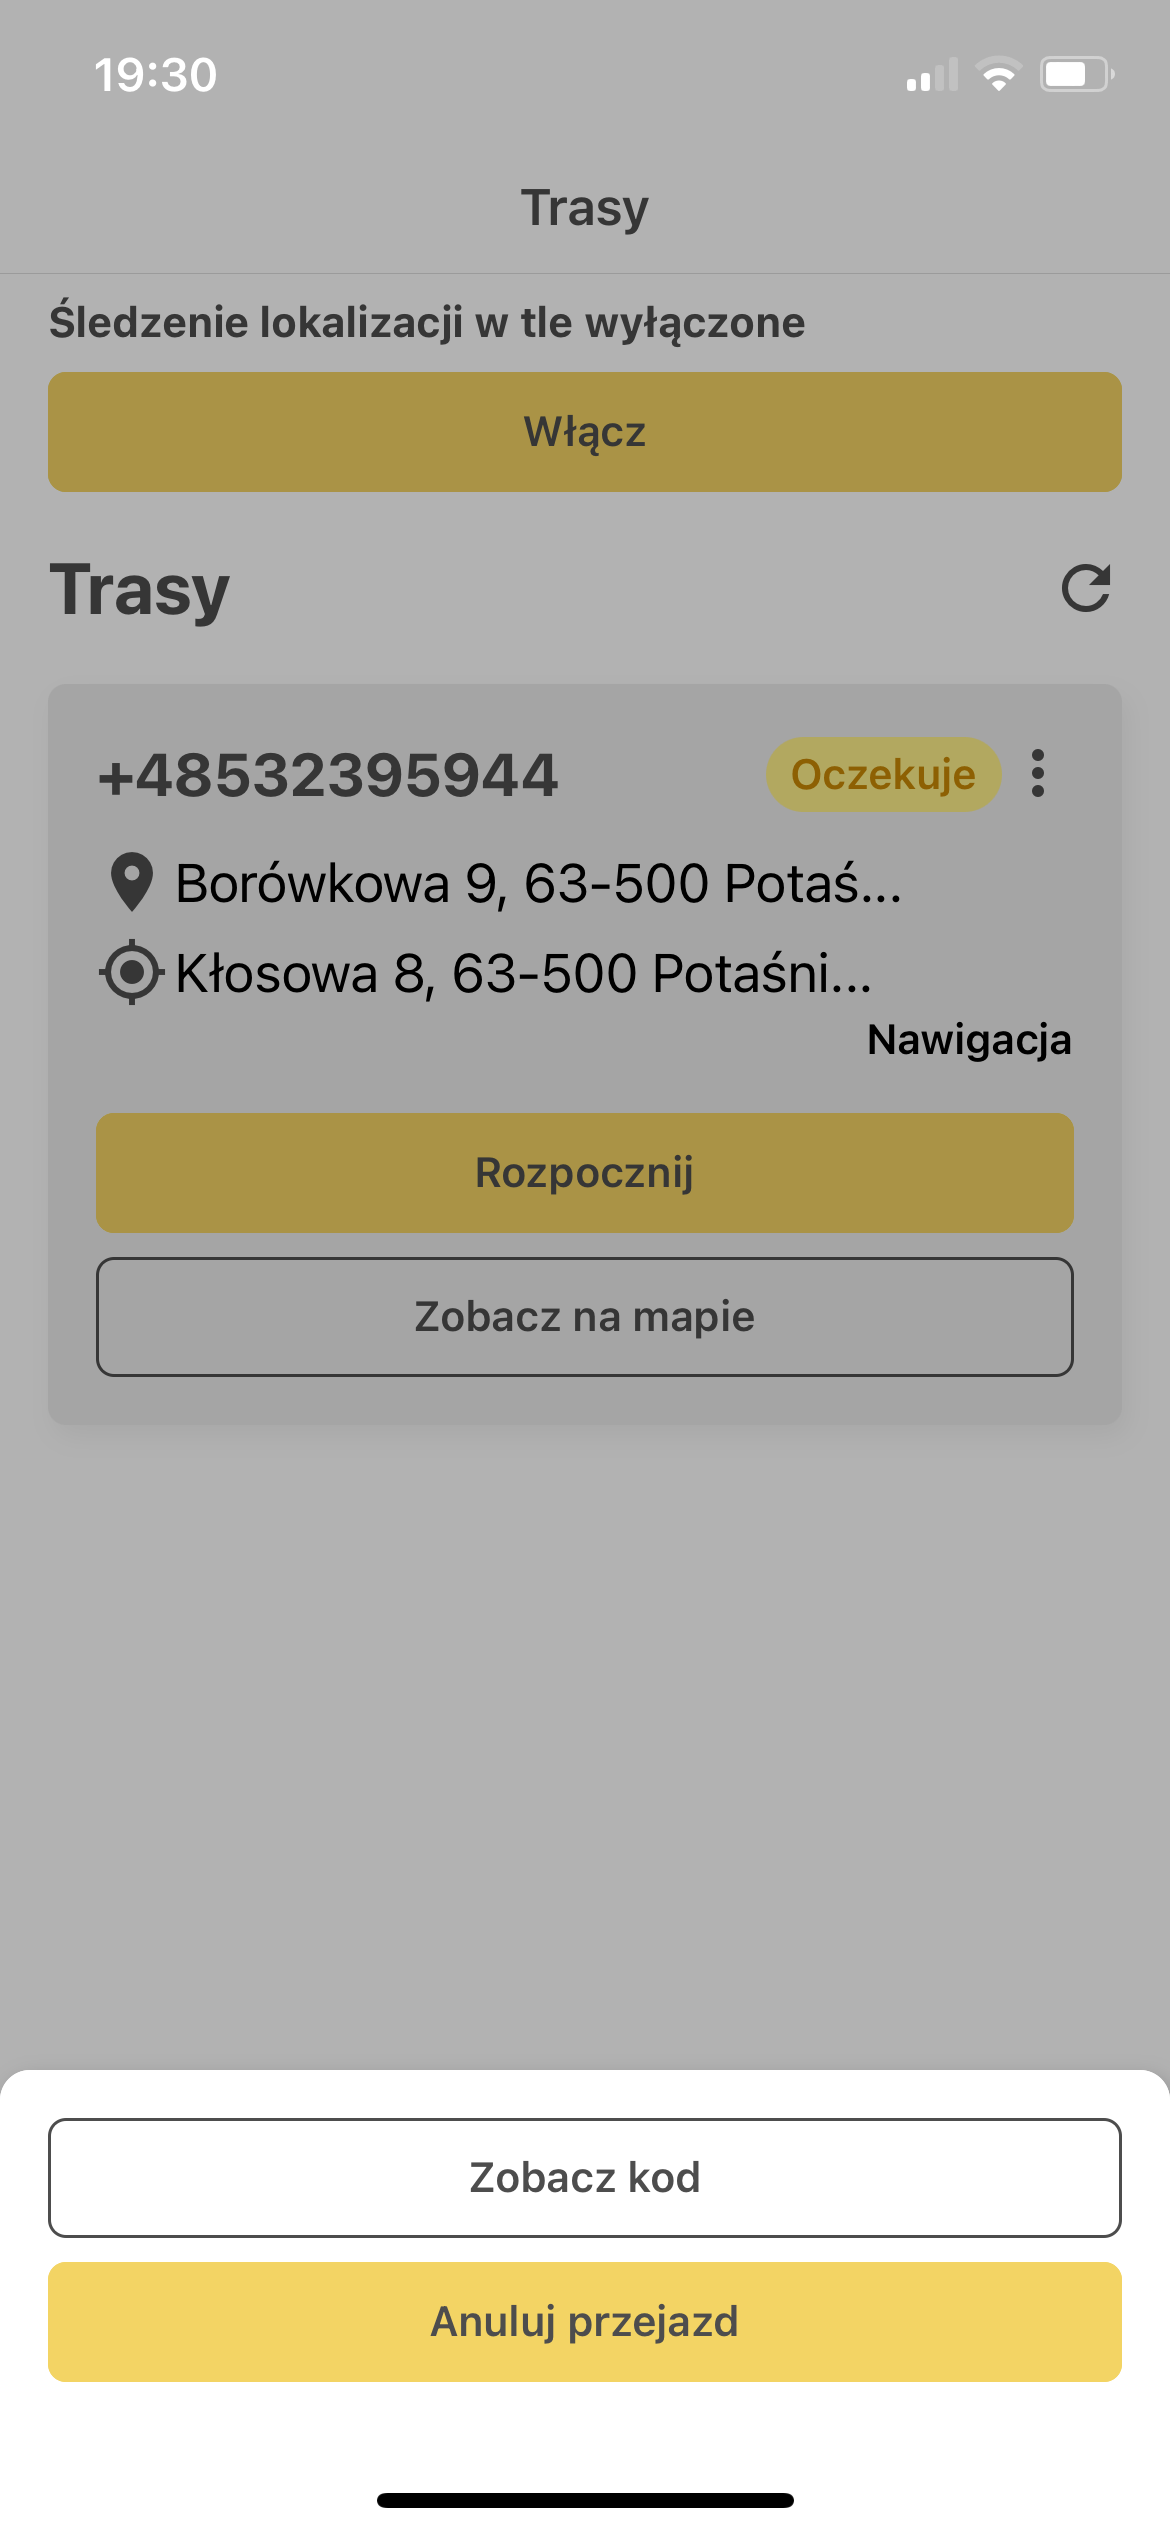 19:30
Trasy
Śledzenie lokalizacji w tle wyłączone
Włącz
Trasy
+48532395944
Oczekuje
Borówkowa 9, 63-500 Potaś...
Kłosowa 8, 63-500 Potaśni...
Nawigacja
Rozpocznij
Zobacz na mapie
Zobacz kod
Anuluj przejazd